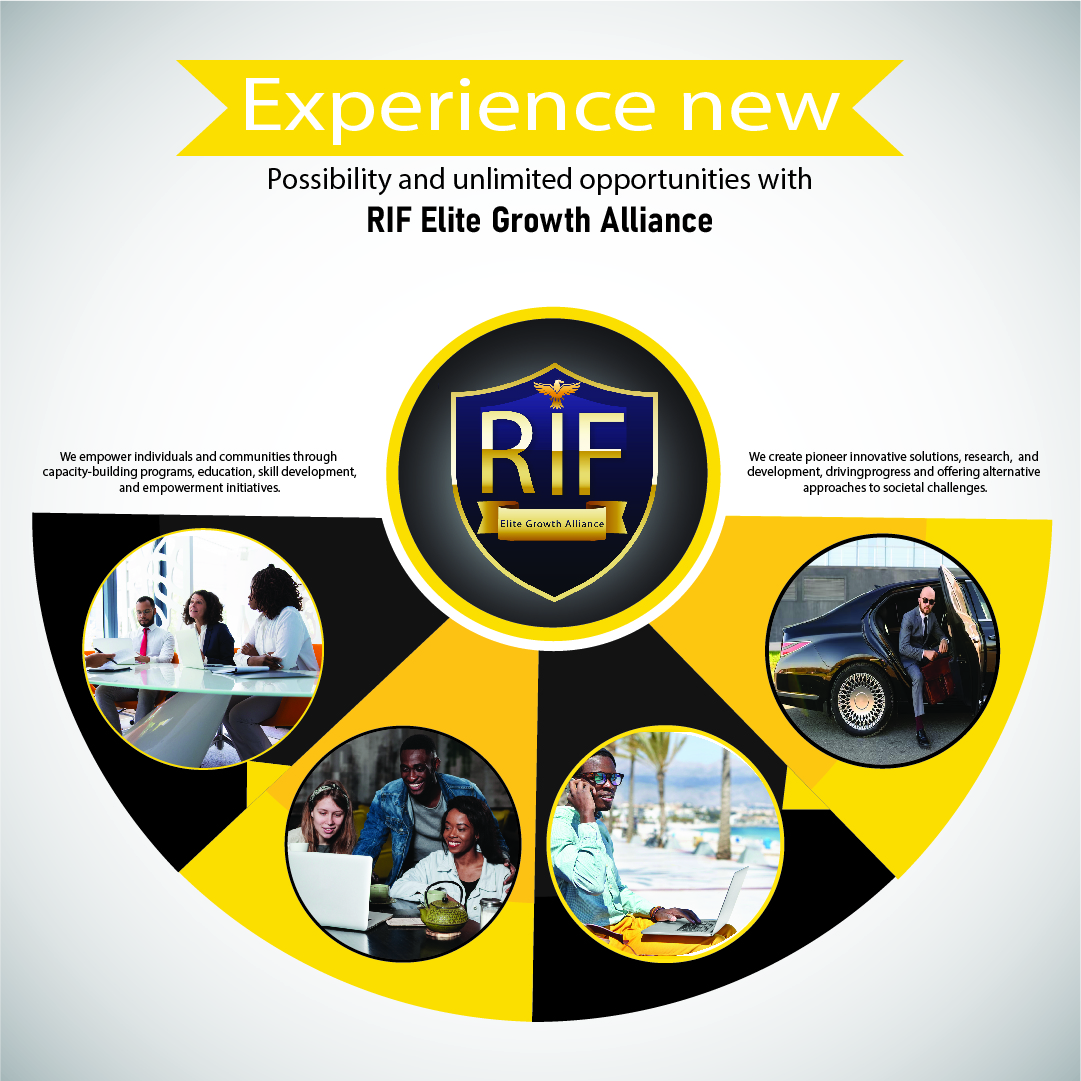 Experience new
Possibility and unlimited opportunities with
RIF Elite Growth Alliance
RIF
Elite Growth Alliance
We empower individuals and communities through
capacity-building programs, education, skill development,
and empowerment initiatives.
We create pioneer innovative solutions, research, and
development, drivingprogress and offering alternative
approaches to societal challenges.